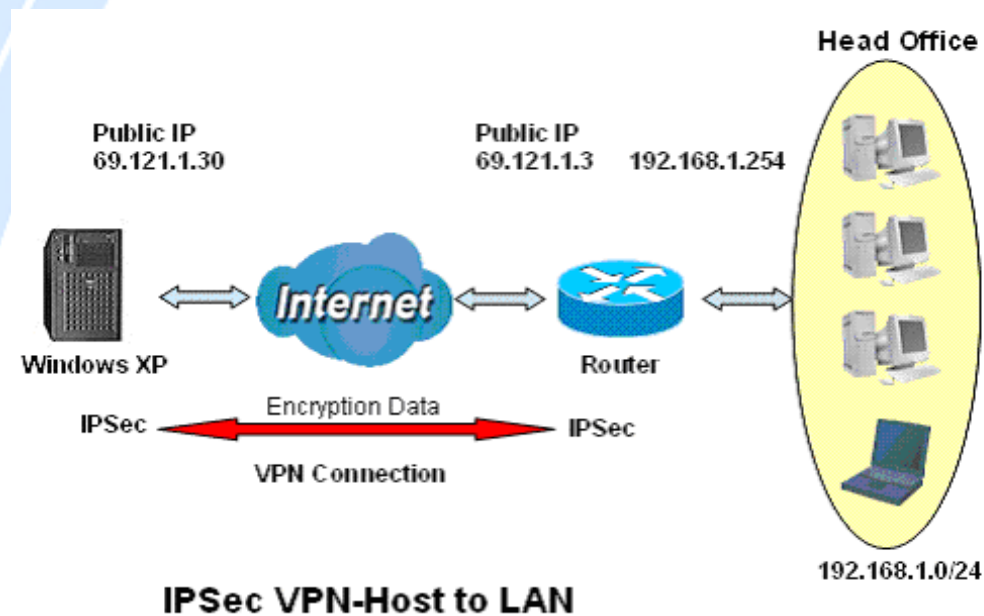 Head Office
Public IP
69.121.1.30
Public IP
69.121.1.3
192.168.1.254
Internet
Windows XP
Router
IPSec
Encryption Data
IPSec
VPN Connection
192.168.1.0/24
IPSec VPN-Host to LAN